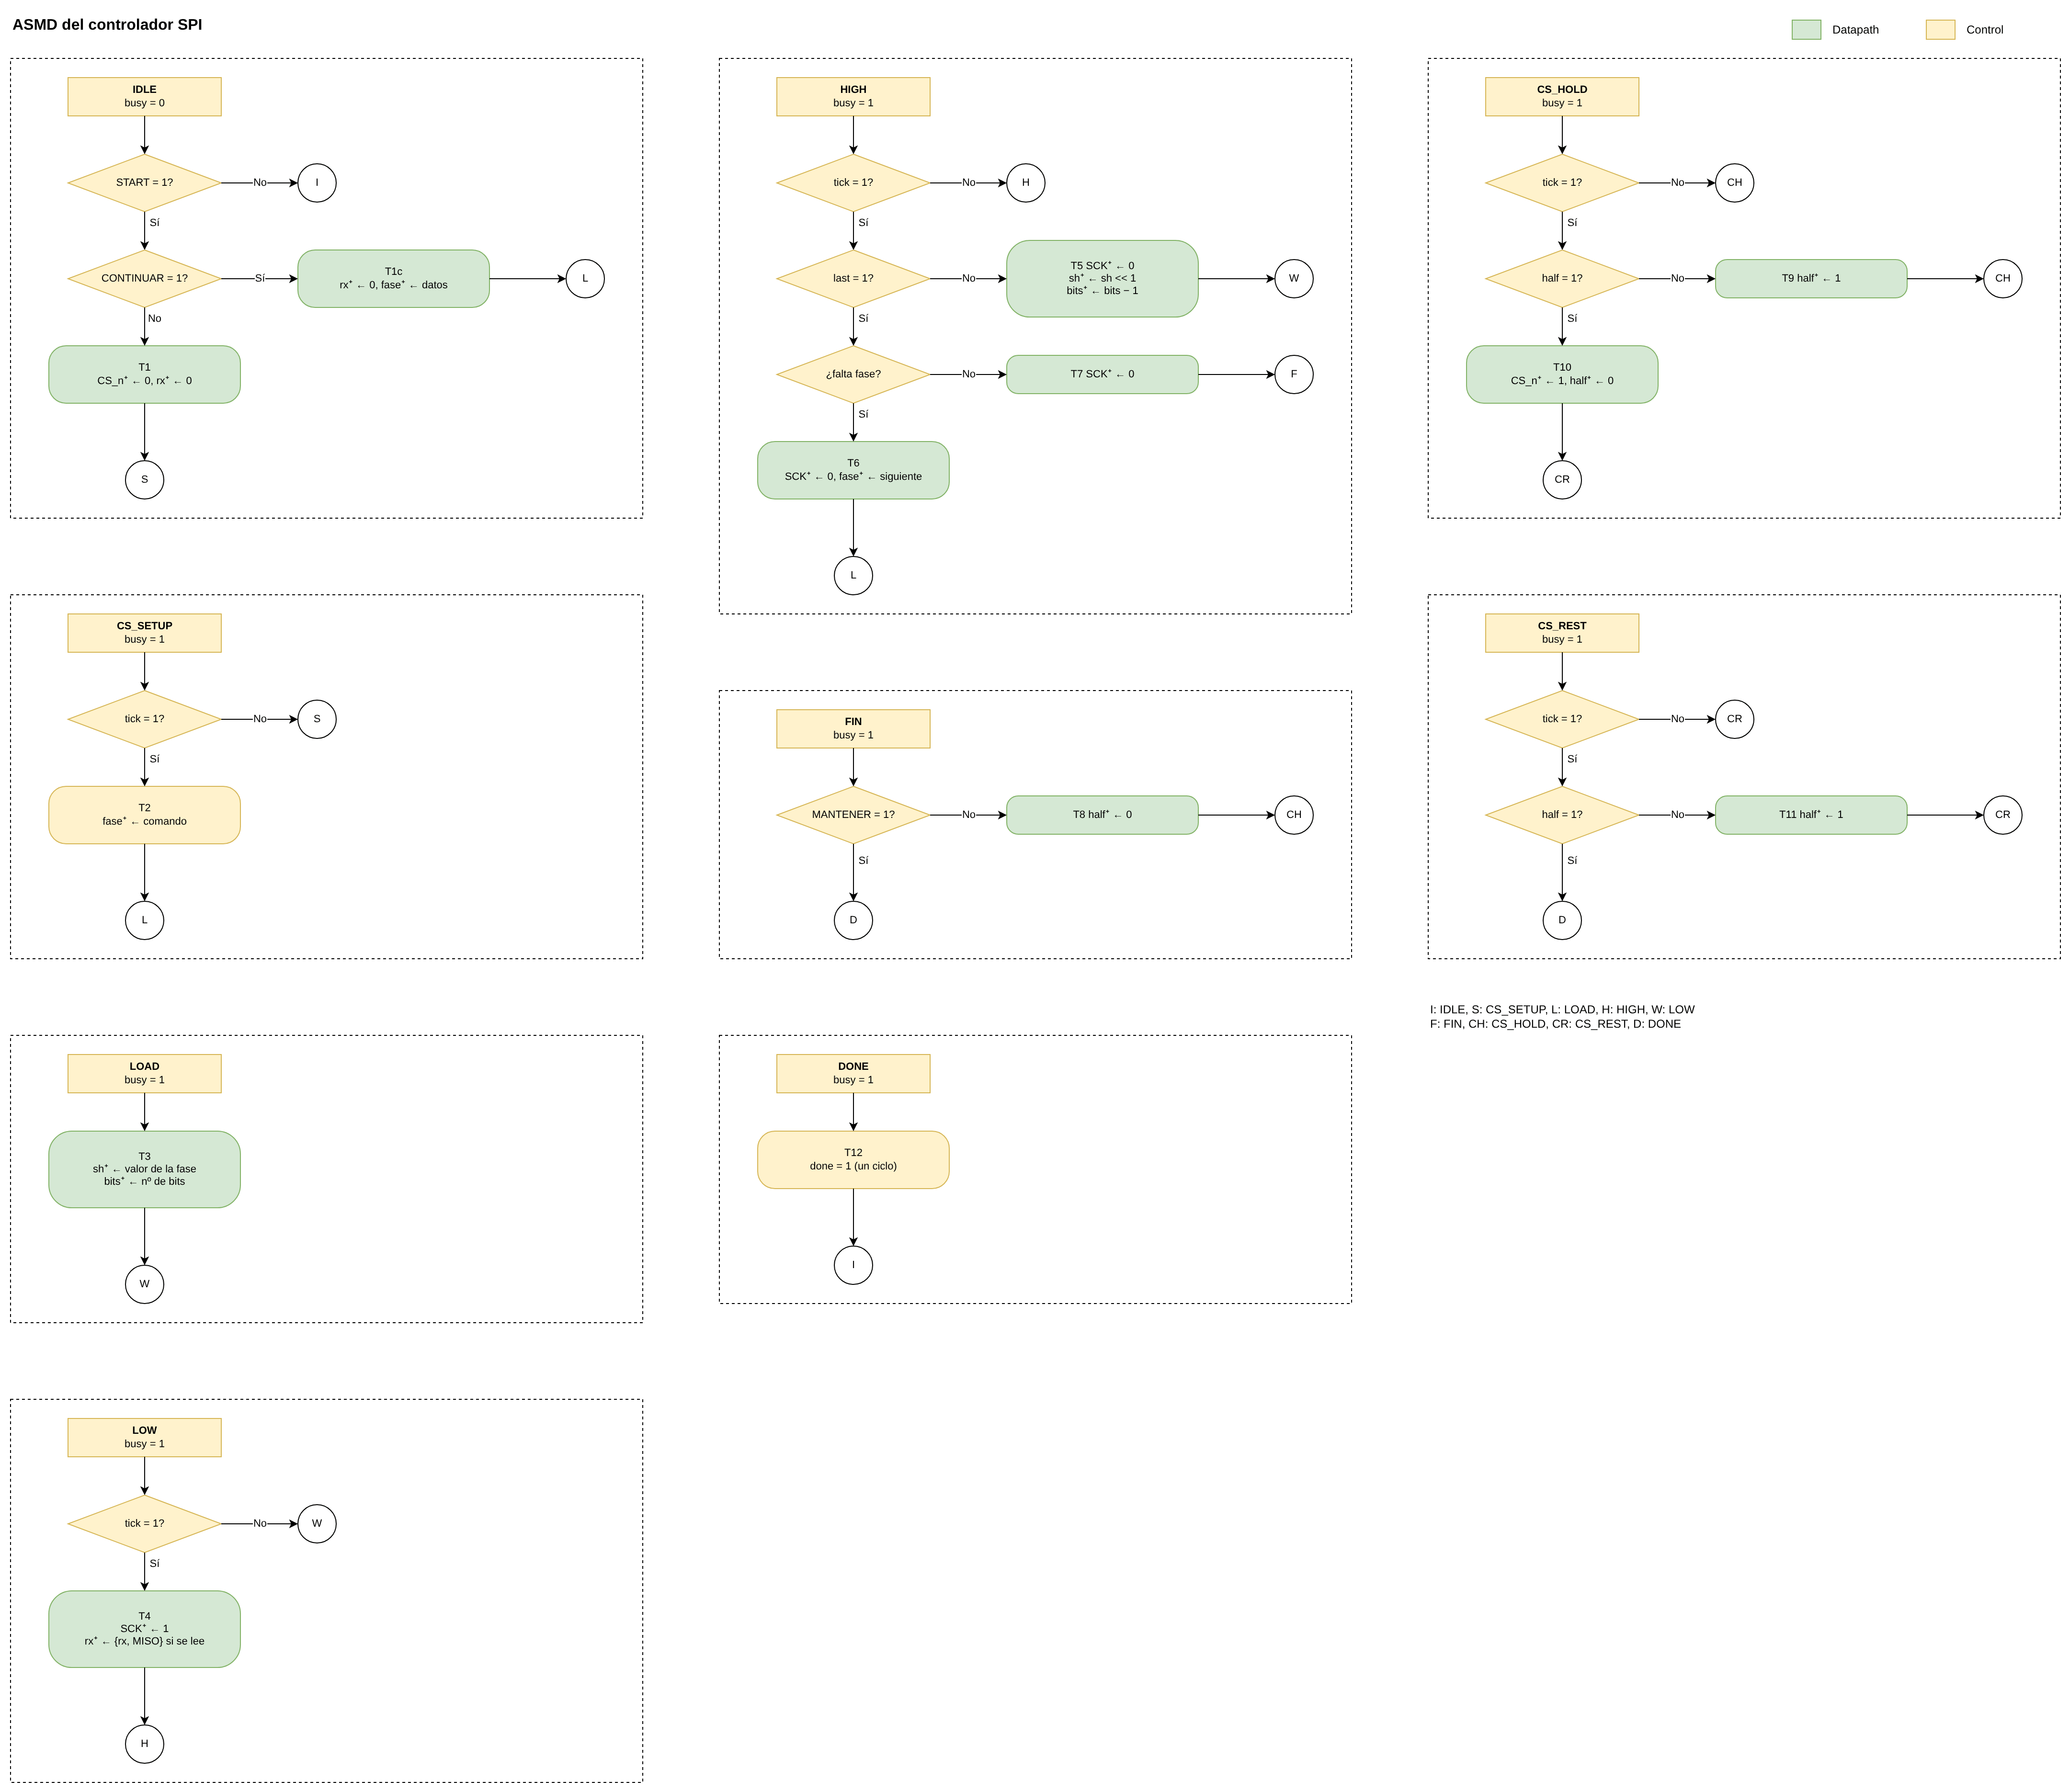 ASMD del controlador SPI
Datapath
Control
IDLE
busy = 0
START = 1?
No
I
Sí
CONTINUAR = 1?
Sí
T1c
rx⁺ ← 0, fase⁺ ← datos
L
No
T1
CS_n⁺ ← 0, rx⁺ ← 0
S
CS_SETUP
busy = 1
tick = 1?
No
S
Sí
T2
fase⁺ ← comando
L
LOAD
busy = 1
T3
sh⁺ ← valor de la fase
bits⁺ ← nº de bits
W
LOW
busy = 1
tick = 1?
No
W
Sí
T4
SCK⁺ ← 1
rx⁺ ← {rx, MISO} si se lee
H
HIGH
busy = 1
tick = 1?
No
H
Sí
last = 1?
No
T5 SCK⁺ ← 0
sh⁺ ← sh << 1
bits⁺ ← bits − 1
W
Sí
¿falta fase?
No
T7 SCK⁺ ← 0
F
Sí
T6
SCK⁺ ← 0, fase⁺ ← siguiente
L
FIN
busy = 1
MANTENER = 1?
No
T8 half⁺ ← 0
CH
Sí
D
DONE
busy = 1
T12
done = 1 (un ciclo)
I
CS_HOLD
busy = 1
tick = 1?
No
CH
Sí
half = 1?
No
T9 half⁺ ← 1
CH
Sí
T10
CS_n⁺ ← 1, half⁺ ← 0
CR
CS_REST
busy = 1
tick = 1?
No
CR
Sí
half = 1?
No
T11 half⁺ ← 1
CR
Sí
D
I: IDLE, S: CS_SETUP, L: LOAD, H: HIGH, W: LOW
F: FIN, CH: CS_HOLD, CR: CS_REST, D: DONE